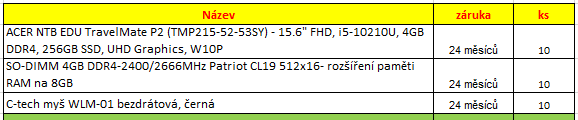 Název záruka ks
ACER NTB EDU TravelMate P2 (TMP215-52-53SY) - 15.6" FHD, i5-10210U, 4GB
DDR4, 256GB SSD, UHD Graphics, W10P 24 měsíců 10
SO-DIMM 4GB DDR4-2400/2666MHz Patriot CL19 512x16- rozšíření paměti
RAM na 8GB 24 měsíců 10
C-tech myš WLM-01 bezdrátová, černá 24 měsíců 10